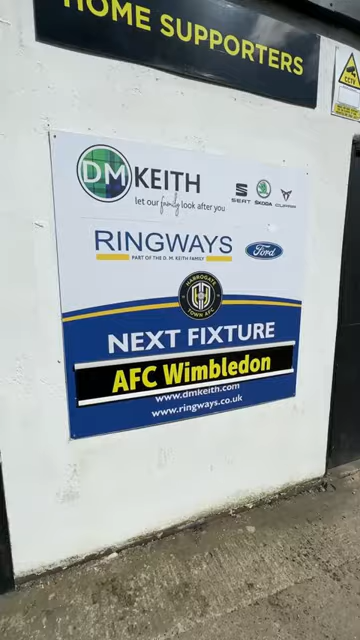 HOME SUPPORTERS
CCTV
DM KEITH
let our family look after you
SEAT ŠKODA CUPRA
RINGWAYS
PART OF THE D. M. KEITH FAMILY
Ford
HARROGATE
TOWN AFC
NEXT FIXTURE
AFC Wimbledon
www.dmkeith.com
www.ringways.co.uk